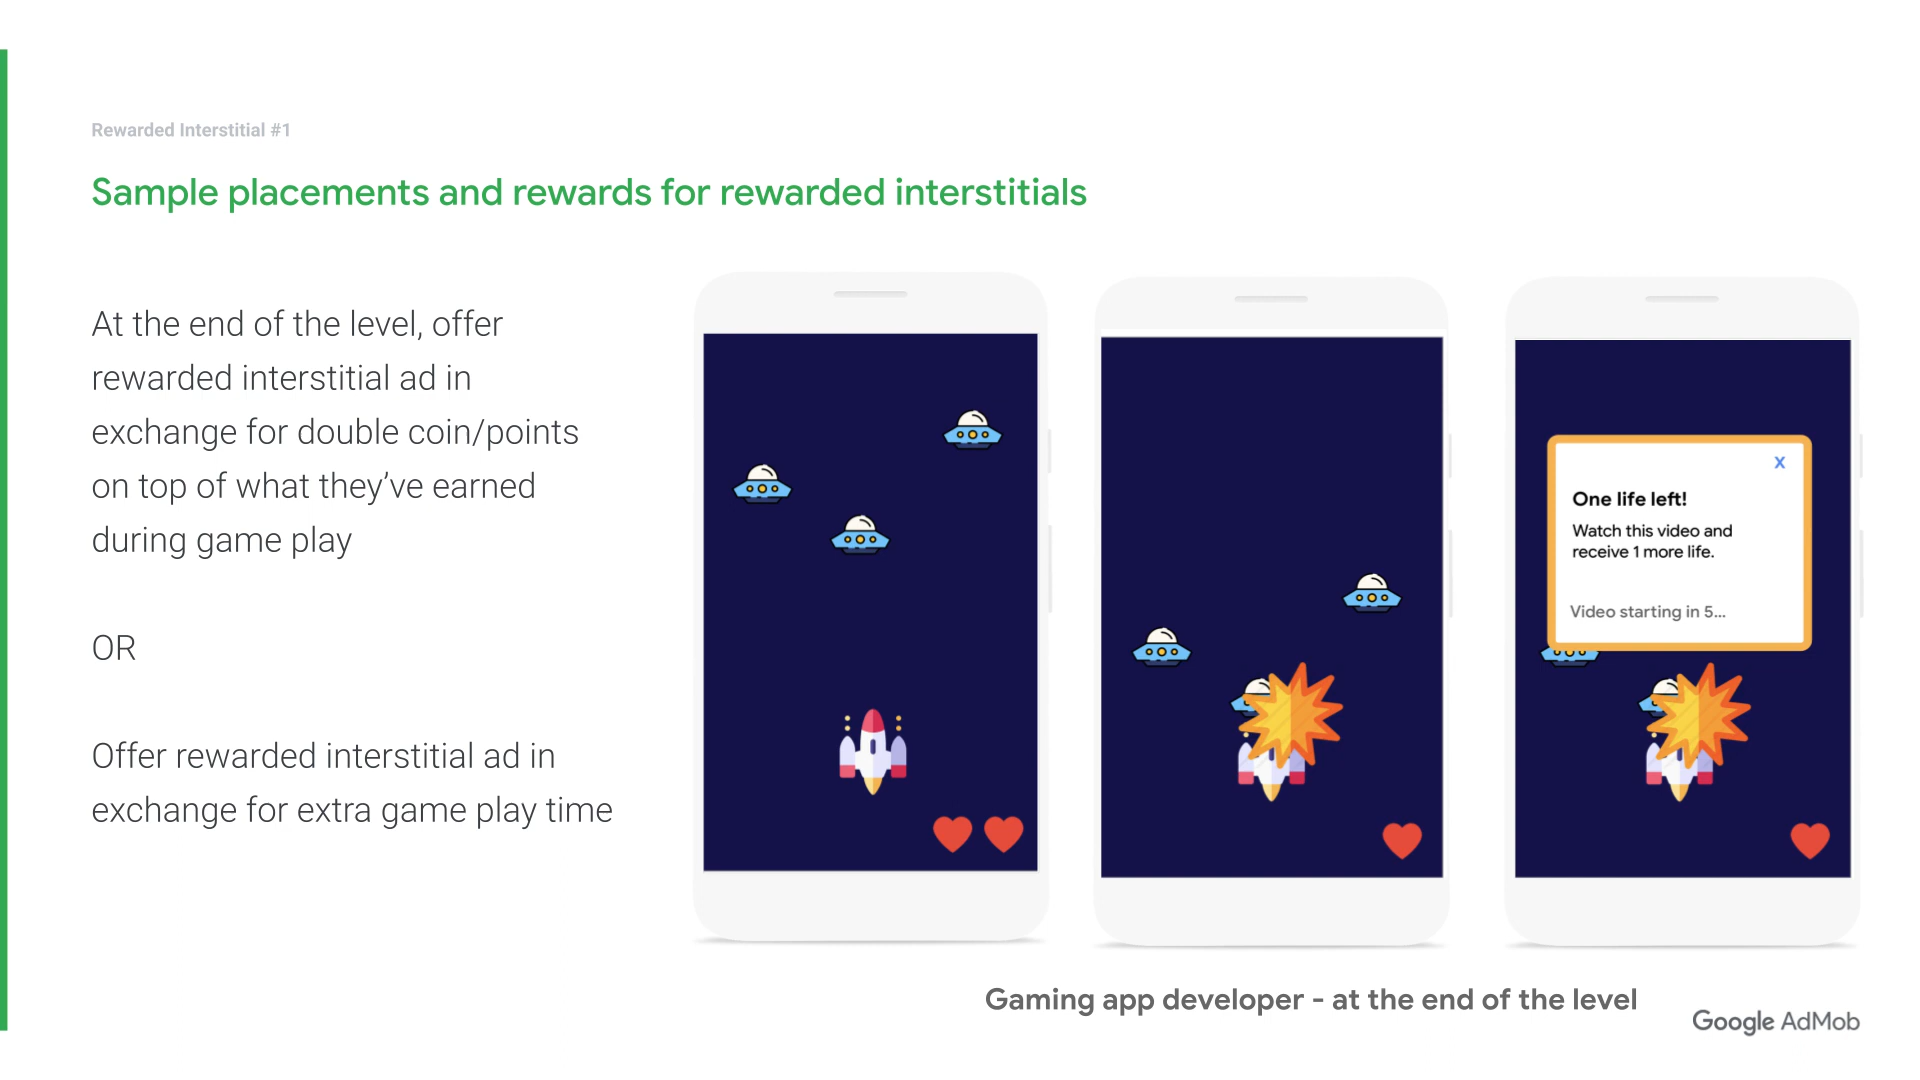 Rewarded Interstitial #1
Sample placements and rewards for rewarded interstitials
At the end of the level, offer
rewarded interstitial ad in
exchange for double coin/points
on top of what they’ve earned
during game play
OR
Offer rewarded interstitial ad in
exchange for extra game play time
X
One life left!
Watch this video and
receive 1 more life.
Video starting in 5...
Gaming app developer - at the end of the level
Google AdMob